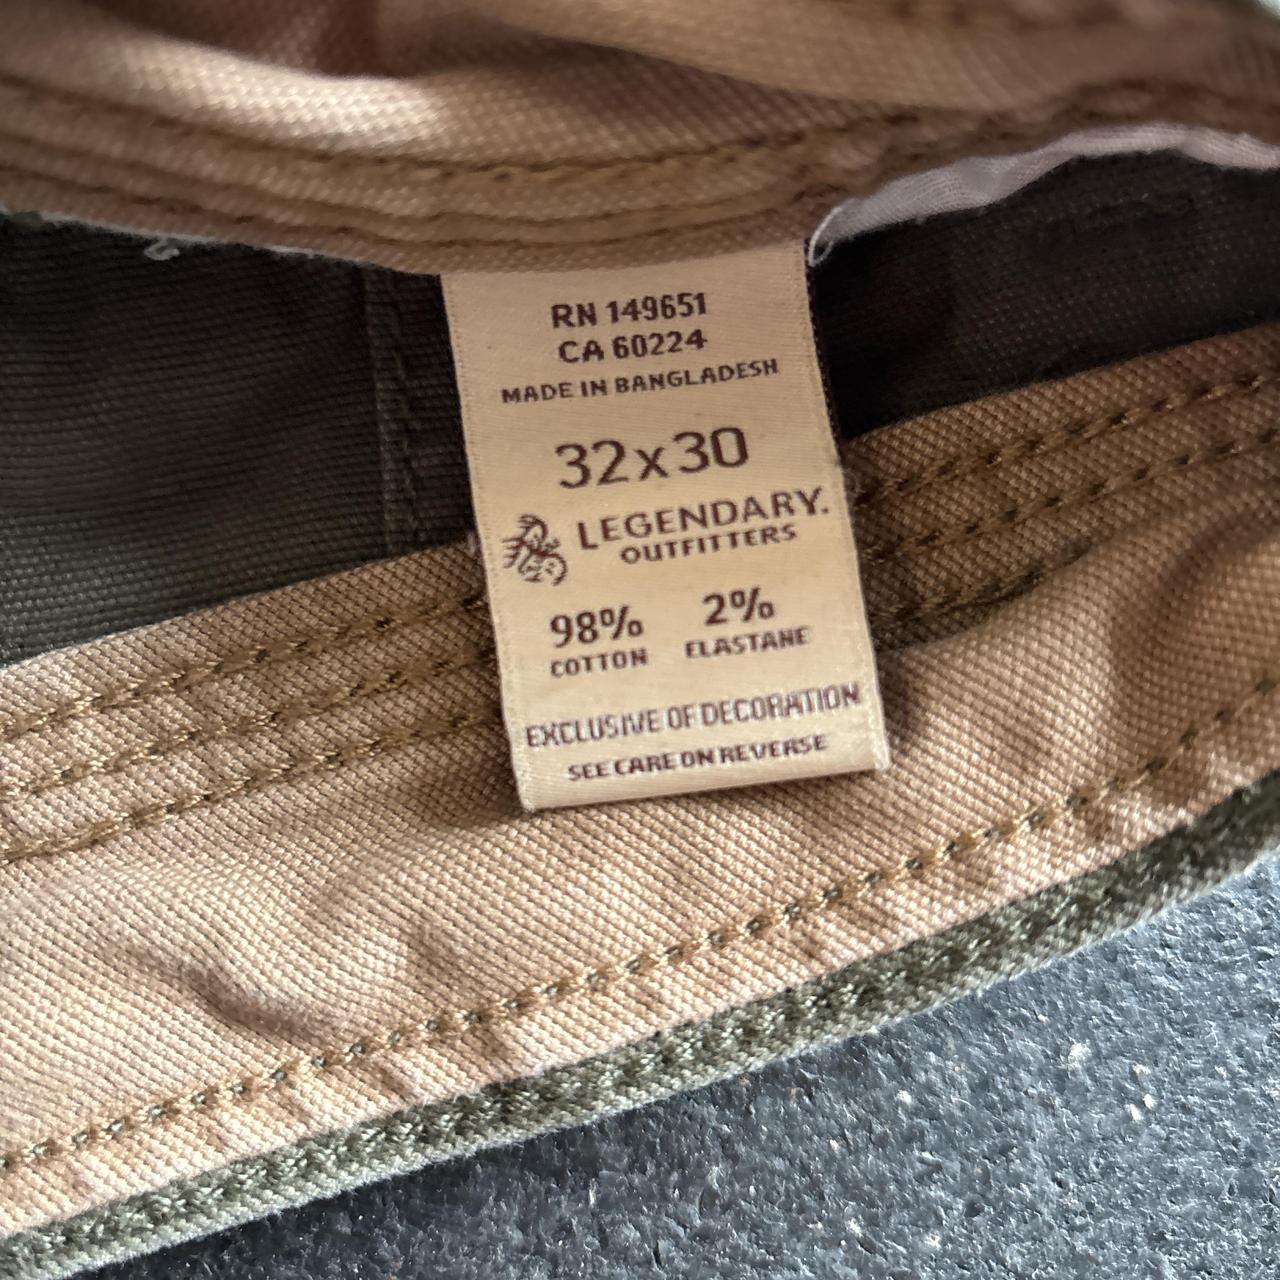 RN 149651
CA 60224
MADE IN BANGLADESH
32x30
LEGENDARY.
OUTFITTERS
98% 2%
COTTON ELASTANE
EXCLUSIVE OF DECORATION
SEE CARE ON REVERSE